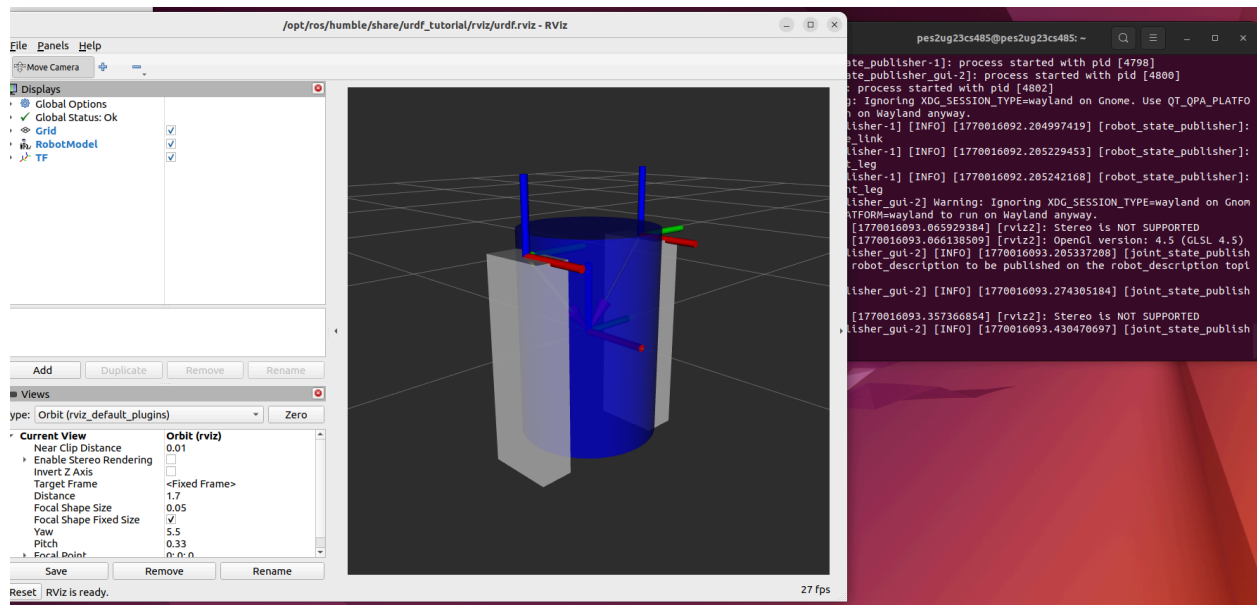 /opt/ros/humble/share/urdf_tutorial/rviz/urdf.rviz - RViz
File Panels Help
Move Camera
Displays
Global Options
Global Status: Ok
Grid
RobotModel
TF
Add Duplicate Remove Rename
Views
ype: Orbit (rviz_default_plugins) Zero
Current View Orbit (rviz)
Near Clip Distance 0.01
Enable Stereo Rendering
Invert Z Axis
Target Frame <Fixed Frame>
Distance 1.7
Focal Shape Size 0.05
Focal Shape Fixed Size
Yaw 5.5
Pitch 0.33
Focal Point 0; 0; 0
Save Remove Rename
Reset RViz is ready.
27 fps
pes2ug23cs485@pes2ug23cs485: ~
ate_publisher-1]: process started with pid [4798]
ate_publisher_gui-2]: process started with pid [4800]
: process started with pid [4802]
g: Ignoring XDG_SESSION_TYPE=wayland on Gnome. Use QT_QPA_PLATFO
n on Wayland anyway.
lisher-1] [INFO] [1770016092.204997419] [robot_state_publisher]:
e_link
lisher-1] [INFO] [1770016092.205229453] [robot_state_publisher]:
t_leg
lisher-1] [INFO] [1770016092.205242168] [robot_state_publisher]:
ht_leg
lisher_gui-2] Warning: Ignoring XDG_SESSION_TYPE=wayland on Gnom
ATFORM=wayland to run on Wayland anyway.
[1770016093.065929384] [rviz2]: Stereo is NOT SUPPORTED
[1770016093.066138509] [rviz2]: OpenGl version: 4.5 (GLSL 4.5)
lisher_gui-2] [INFO] [1770016093.205337208] [joint_state_publish
robot_description to be published on the robot_description topi
lisher_gui-2] [INFO] [1770016093.274305184] [joint_state_publish
[1770016093.357366854] [rviz2]: Stereo is NOT SUPPORTED
lisher_gui-2] [INFO] [1770016093.430470697] [joint_state_publish